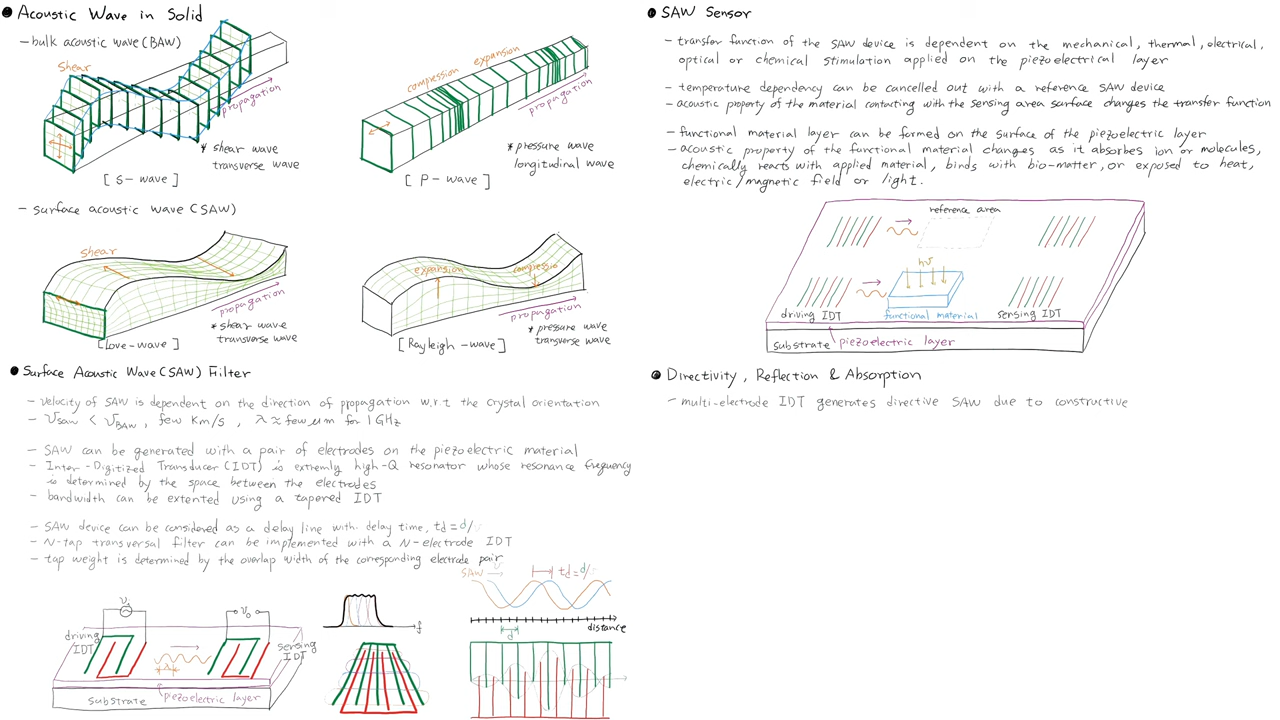 ● Acoustic Wave in Solid
- bulk acoustic wave (BAW)
shear
propagation
* shear wave
transverse wave
[ S - wave ]
compression
expansion
propagation
* pressure wave
longitudinal wave
[ P - wave ]
- surface acoustic wave (SAW)
shear
propagation
* shear wave
transverse wave
[Love-wave]
expansion
compressio
propagation
* pressure wave
transverse wave
[Rayleigh-wave]
● Surface Acoustic Wave (SAW) Filter
- velocity of SAW is dependent on the direction of propagation w.r.t the crystal orientation
- VSAW < VBAW, few Km/s, λ ≈ few μm for 1 GHz
- SAW can be generated with a pair of electrodes on the piezoelectric material
- Inter-Digitized Transducer (IDT) is extremly high-Q resonator whose resonance frequency
is determined by the space between the electrodes
- bandwidth can be extented using a tapered IDT
- SAW device can be considered as a delay line with delay time, td = d/
- N-tap transversal filter can be implemented with a N-electrode IDT
- tap weight is determined by the overlap width of the corresponding electrode pair
driving
IDT
Vo
sensing
IDT
λ
piezoelectric layer
substrate
f
SAW
v
td = d/
distance
d
● SAW Sensor
- transfer function of the SAW device is dependent on the mechanical, thermal, electrical,
optical or chemical stimulation applied on the piezoelectrical layer
- temperature dependency can be cancelled out with a reference SAW device
- acoustic property of the material contacting with the sensing area surface changes the transfer function
- functional material layer can be formed on the surface of the piezoelectric layer
- acoustic property of the functional material changes as it absorbes ion or molecules,
chemically reacts with applied material, binds with bio-matter, or exposed to heat,
electric/magnetic field or light.
reference area
hν
driving IDT
functional material
sensing IDT
substrate
piezoelectric layer
● Directivity, Reflection & Absorption
- multi-electrode IDT generates directive SAW due to constructive